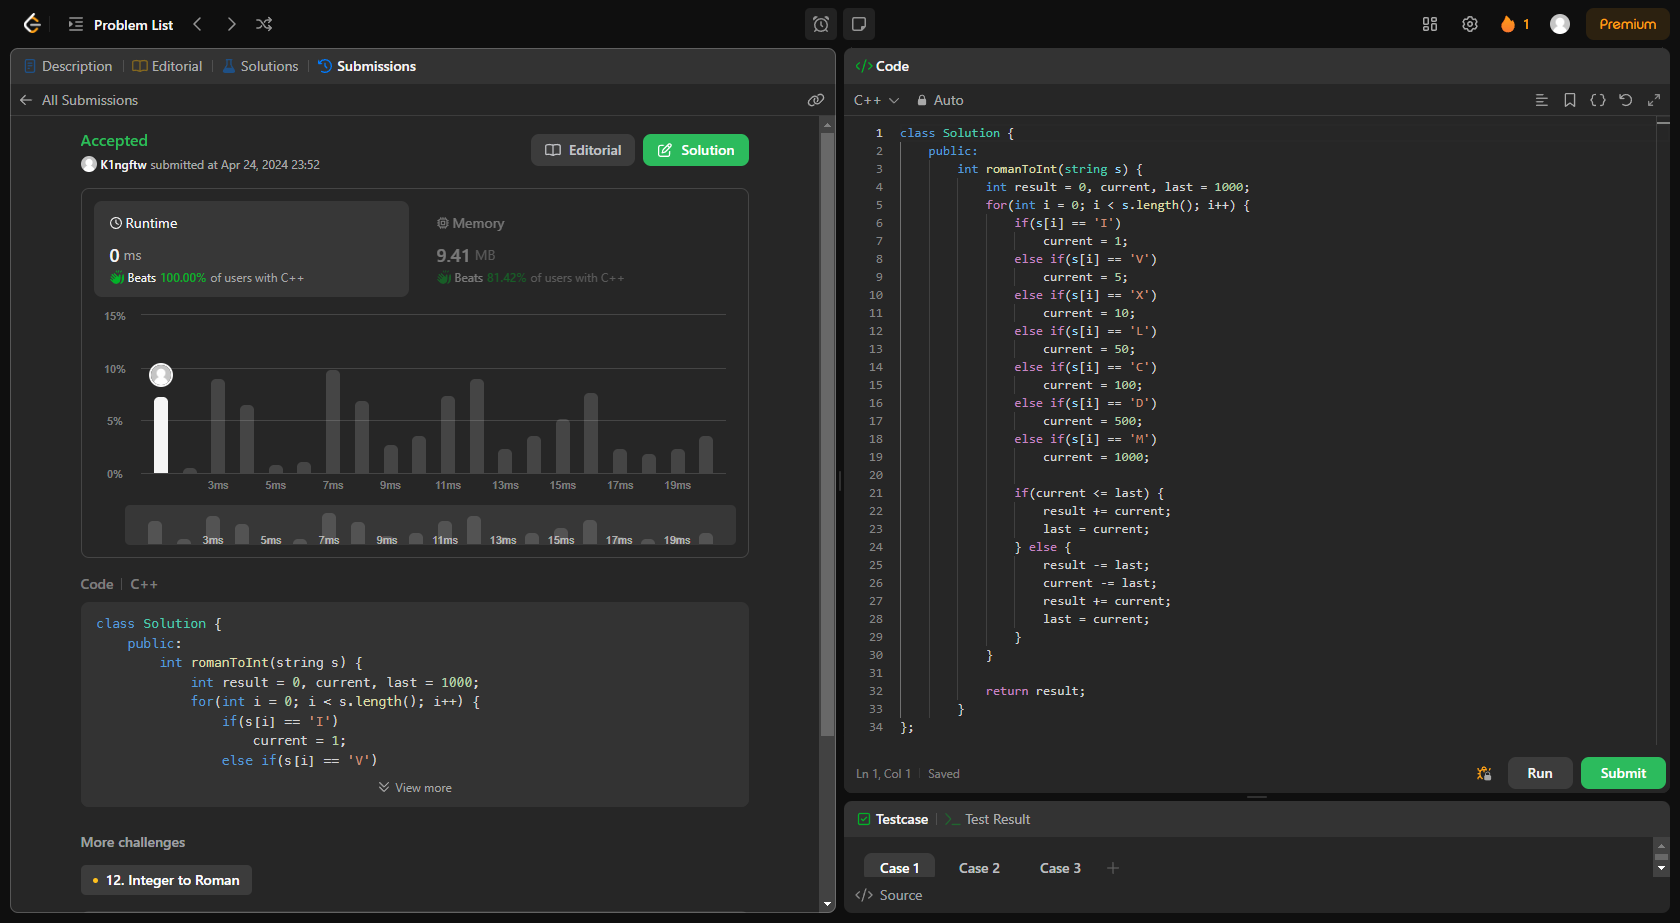 Problem List
1
Premium
Description
Editorial
Solutions
Submissions
All Submissions
Accepted
K1ngftw submitted at Apr 24, 2024 23:52
Editorial
Solution
Runtime
0 ms
Beats 100.00% of users with C++
Memory
9.41 MB
Beats 81.42% of users with C++
15%
10%
5%
0%
3ms 5ms 7ms 9ms 11ms 13ms 15ms 17ms 19ms
3ms 5ms 7ms 9ms 11ms 13ms 15ms 17ms 19ms
Code | C++
class Solution {
public:
int romanToInt(string s) {
int result = 0, current, last = 1000;
for(int i = 0; i < s.length(); i++) {
if(s[i] == 'I')
current = 1;
else if(s[i] == 'V')
View more
More challenges
12. Integer to Roman
Code
C++
Auto
1 class Solution {
2 public:
3 int romanToInt(string s) {
4 int result = 0, current, last = 1000;
5 for(int i = 0; i < s.length(); i++) {
6 if(s[i] == 'I')
7 current = 1;
8 else if(s[i] == 'V')
9 current = 5;
10 else if(s[i] == 'X')
11 current = 10;
12 else if(s[i] == 'L')
13 current = 50;
14 else if(s[i] == 'C')
15 current = 100;
16 else if(s[i] == 'D')
17 current = 500;
18 else if(s[i] == 'M')
19 current = 1000;
20
21 if(current <= last) {
22 result += current;
23 last = current;
24 } else {
25 result -= last;
26 current -= last;
27 result += current;
28 last = current;
29 }
30 }
31
32 return result;
33 }
34 };
Ln 1, Col 1 | Saved
Run
Submit
Testcase
Test Result
Case 1
Case 2
Case 3
Source